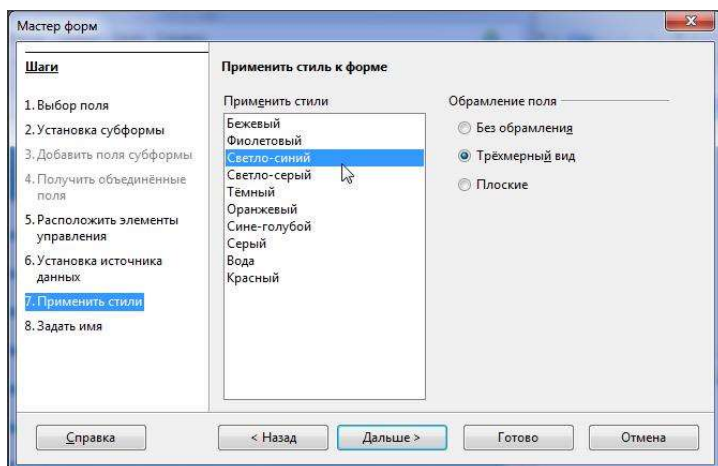 Мастер форм
Шаги
1. Выбор поля
2. Установка субформы
3. Добавить поля субформы
4. Получить объединённые
поля
5. Расположить элементы
управления
6. Установка источника
данных
7. Применить стили
8. Задать имя
Применить стиль к форме
Применить стили
Бежевый
Фиолетовый
Светло-синий
Светло-серый
Тёмный
Оранжевый
Сине-голубой
Серый
Вода
Красный
Обрамление поля
Без обрамления
Трёхмерный вид
Плоские
Справка
< Назад
Дальше >
Готово
Отмена